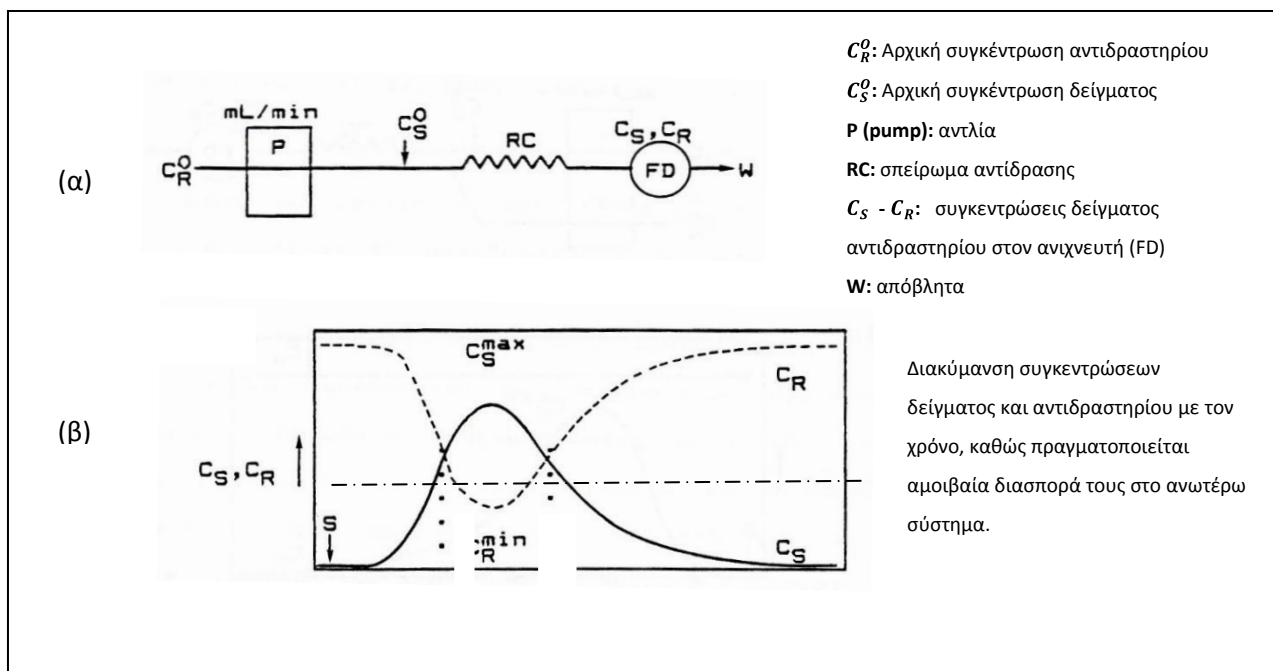 (α)
mL/min
P
C_R^O
C_S^O
RC
C_S, C_R
FD
W
C_R^O: Αρχική συγκέντρωση αντιδραστηρίου
C_S^O: Αρχική συγκέντρωση δείγματος
P (pump): αντλία
RC: σπείρωμα αντίδρασης
C_S - C_R: συγκεντρώσεις δείγματος
αντιδραστηρίου στον ανιχνευτή (FD)
W: απόβλητα
(β)
C_S^max
C_R
C_S, C_R
S
C_R^min
C_S
Διακύμανση συγκεντρώσεων
δείγματος και αντιδραστηρίου με τον
χρόνο, καθώς πραγματοποιείται
αμοιβαία διασπορά τους στο ανωτέρω
σύστημα.